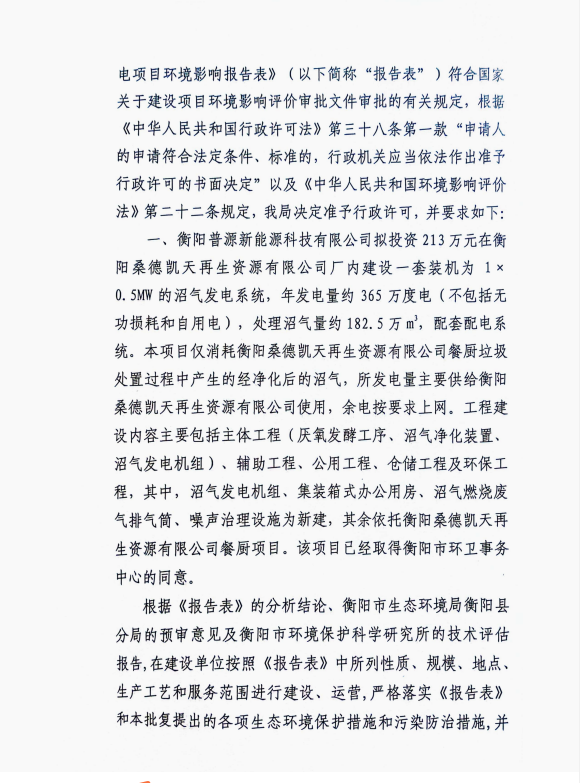 电项目环境影响报告表》（以下简称“报告表”）符合国家
关于建设项目环境影响评价审批文件审批的有关规定，根据
《中华人民共和国行政许可法》第三十八条第一款“申请人
的申请符合法定条件、标准的，行政机关应当依法作出准予
行政许可的书面决定”以及《中华人民共和国环境影响评价
法》第二十二条规定，我局决定准予行政许可，并要求如下：
一、衡阳普源新能源科技有限公司拟投资 213 万元在衡
阳桑德凯天再生资源有限公司厂内建设一套装机为 1×
0.5MW 的沼气发电系统，年发电量约 365 万度电（不包括无
功损耗和自用电），处理沼气量约 182.5 万 m³，配套配电系
统。本项目仅消耗衡阳桑德凯天再生资源有限公司餐厨垃圾
处置过程中产生的经净化后的沼气，所发电量主要供给衡阳
桑德凯天再生资源有限公司使用，余电按要求上网。工程建
设内容主要包括主体工程（厌氧发酵工序、沼气净化装置、
沼气发电机组）、辅助工程、公用工程、仓储工程及环保工
程，其中，沼气发电机组、集装箱式办公用房、沼气燃烧废
气排气筒、噪声治理设施为新建，其余依托衡阳桑德凯天再
生资源有限公司餐厨项目。该项目已经取得衡阳市环卫事务
中心的同意。
根据《报告表》的分析结论、衡阳市生态环境局衡阳县
分局的预审意见及衡阳市环境保护科学研究所的技术评估
报告，在建设单位按照《报告表》中所列性质、规模、地点、
生产工艺和服务范围进行建设、运营，严格落实《报告表》
和本批复提出的各项生态环境保护措施和污染防治措施，并